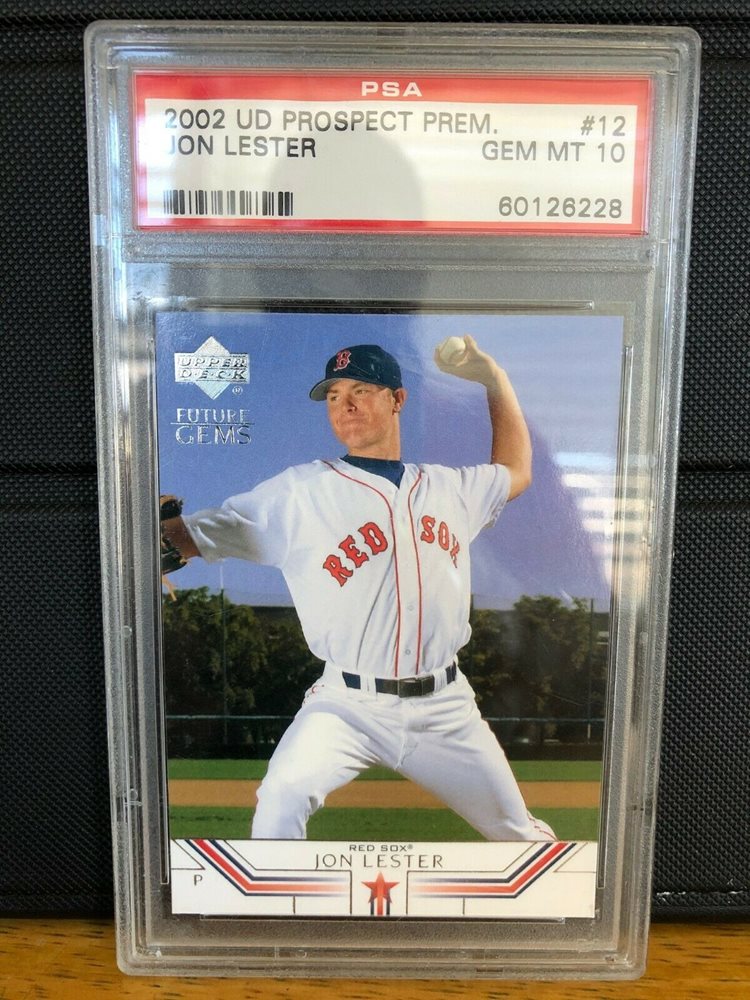 PSA
2002 UD PROSPECT PREM. #12
JON LESTER GEM MT 10
60126228
UPPER
DECK
FUTURE
GEMS
B
RED SOX
RED SOX®
JON LESTER
P